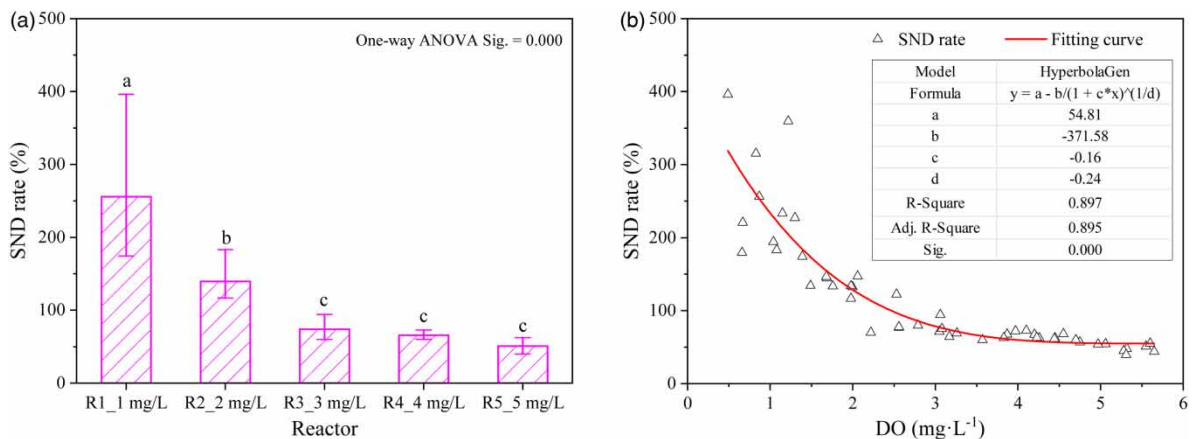 (a)
500
400
300
200
100
0
SND rate (%)
One-way ANOVA Sig. = 0.000
a
b
c
c
c
R1_1 mg/L R2_2 mg/L R3_3 mg/L R4_4 mg/L R5_5 mg/L
Reactor
(b)
500
400
300
200
100
0
SND rate (%)
SND rate Fitting curve
Model HyperbolaGen
Formula y = a - b/(1 + c*x)^(1/d)
a 54.81
b -371.58
c -0.16
d -0.24
R-Square 0.897
Adj. R-Square 0.895
Sig. 0.000
0 1 2 3 4 5 6
DO (mg·L⁻¹)